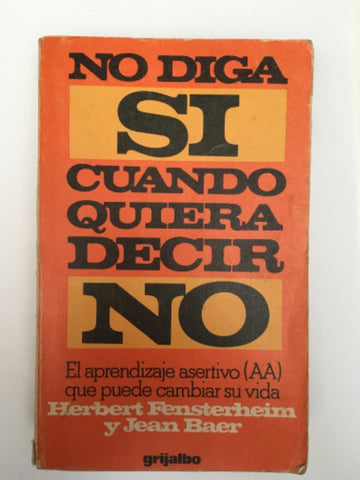 NO DIGA
SI
CUANDO
QUIERA
DECIR
NO
El aprendizaje asertivo (AA)
que puede cambiar su vida
Herbert Fensterheim
y Jean Baer
grijalbo